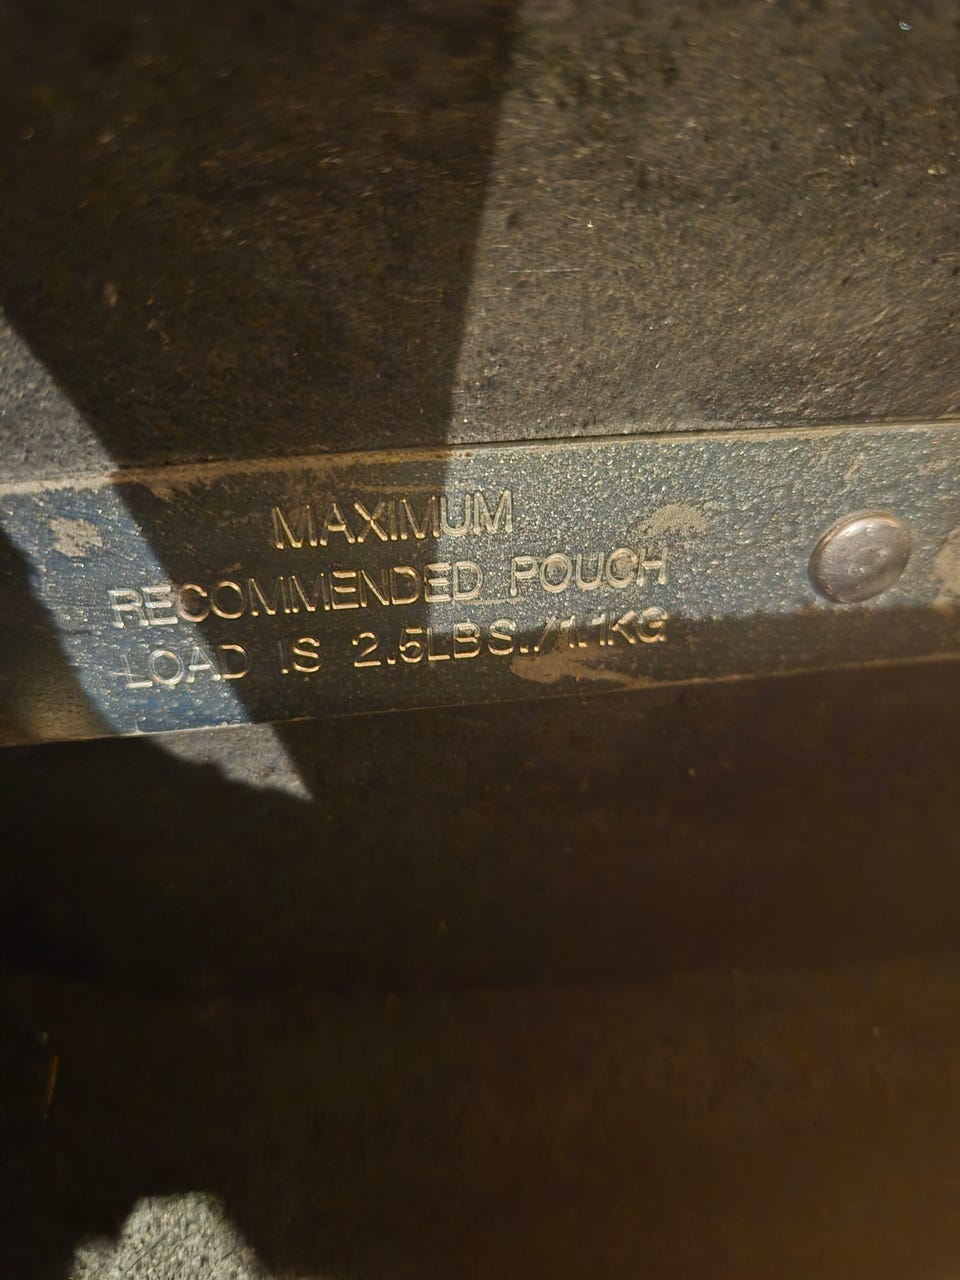 MAXIMUM
RECOMMENDED POUCH
LOAD IS 2.5LBS./1.1KG